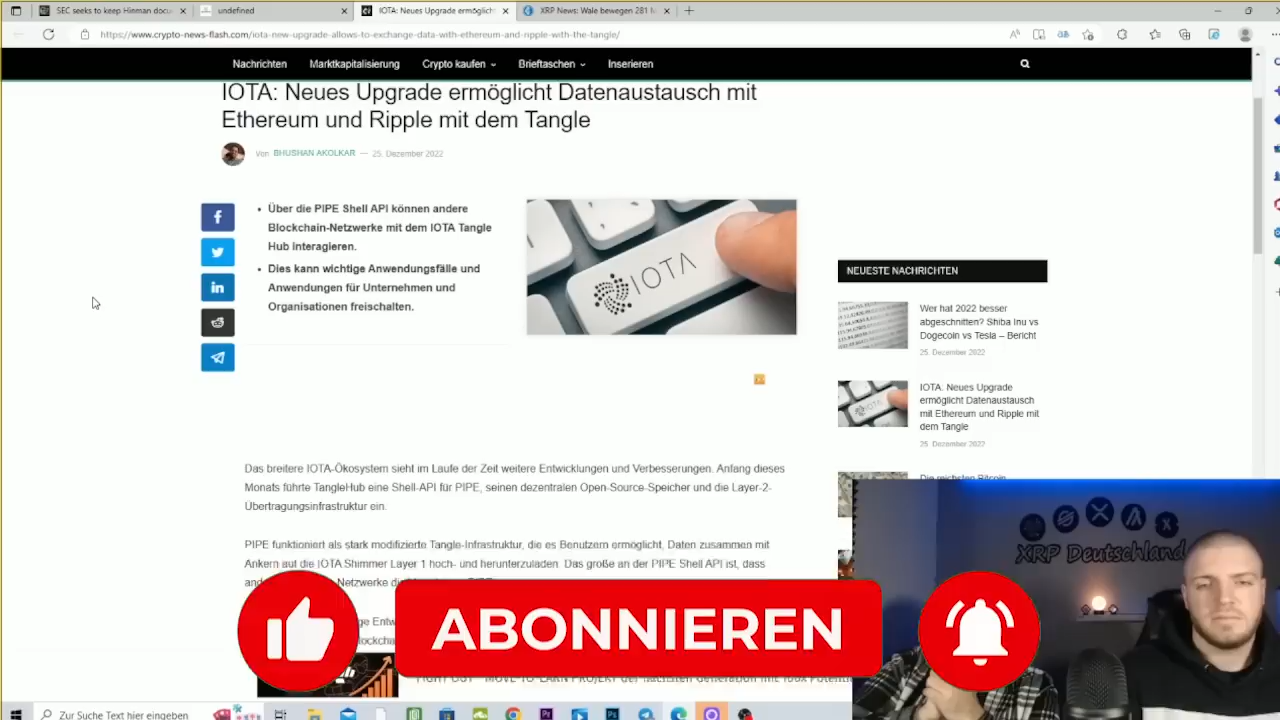 SEC seeks to keep Hinman docu
undefined
IOTA: Neues Upgrade ermöglicht
XRP News: Wale bewegen 281 M
https://www.crypto-news-flash.com/iota-new-upgrade-allows-to-exchange-data-with-ethereum-and-ripple-with-the-tangle/
Nachrichten Marktkapitalisierung Crypto kaufen Brieftaschen Inserieren
IOTA: Neues Upgrade ermöglicht Datenaustausch mit
Ethereum und Ripple mit dem Tangle
Von BHUSHAN AKOLKAR — 25. Dezember 2022
• Über die PIPE Shell API können andere
Blockchain-Netzwerke mit dem IOTA Tangle
Hub interagieren.
• Dies kann wichtige Anwendungsfälle und
Anwendungen für Unternehmen und
Organisationen freischalten.
IOTA
NEUESTE NACHRICHTEN
Wer hat 2022 besser
abgeschnitten? Shiba Inu vs
Dogecoin vs Tesla – Bericht
25. Dezember 2022
IOTA: Neues Upgrade
ermöglicht Datenaustausch
mit Ethereum und Ripple mit
dem Tangle
25. Dezember 2022
Die reichsten Bitcoin
Das breitere IOTA-Ökosystem sieht im Laufe der Zeit weitere Entwicklungen und Verbesserungen. Anfang dieses
Monats führte TangleHub eine Shell-API für PIPE, seinen dezentralen Open-Source-Speicher und die Layer-2-
Übertragungsinfrastruktur ein.
PIPE funktioniert als stark modifizierte Tangle-Infrastruktur, die es Benutzern ermöglicht, Daten zusammen mit
Ankern auf die IOTA Shimmer Layer 1 hoch- und herunterzuladen. Das große an der PIPE Shell API ist, dass
Netzwerke
XRP Deutschland
ABONNIEREN
Zur Suche Text hier eingeben